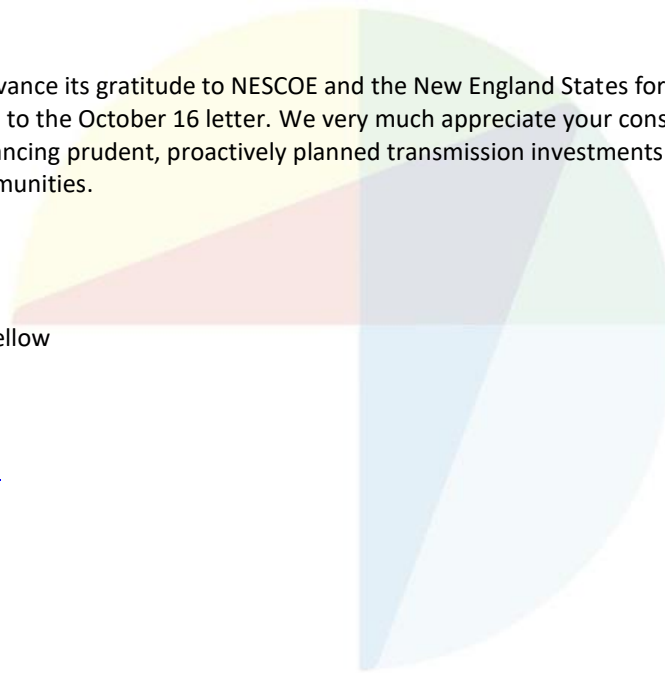 vance its gratitude to NESCOE and the New England States for
to the October 16 letter. We very much appreciate your cons
ncing prudent, proactively planned transmission investments
munities.
ellow